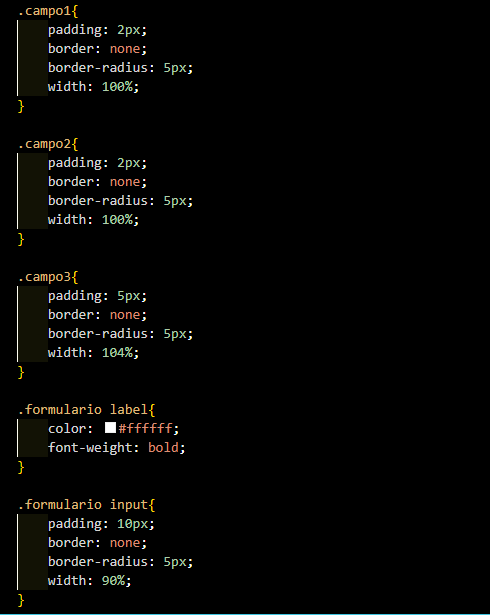 .campo1{
padding: 2px;
border: none;
border-radius: 5px;
width: 100%;
}
.campo2{
padding: 2px;
border: none;
border-radius: 5px;
width: 100%;
}
.campo3{
padding: 5px;
border: none;
border-radius: 5px;
width: 104%;
}
.formulario label{
color: #ffffff;
font-weight: bold;
}
.formulario input{
padding: 10px;
border: none;
border-radius: 5px;
width: 90%;
}